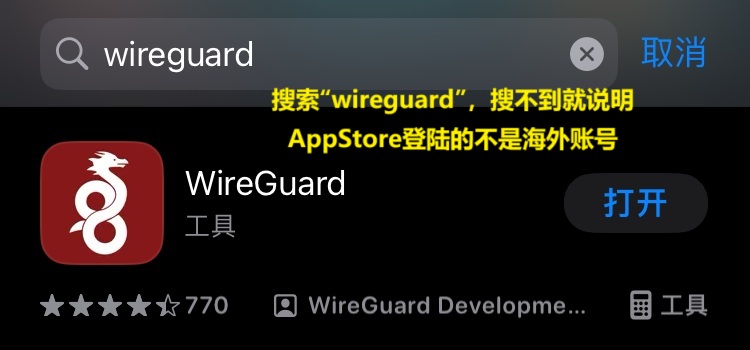 wireguard
取消
搜索“wireguard”，搜不到就说明
AppStore登陆的不是海外账号
WireGuard
工具
打开
770
WireGuard Developme...
工具